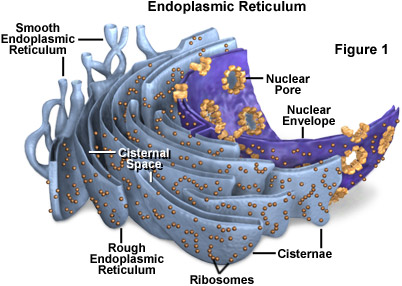 Endoplasmic Reticulum
Smooth
Endoplasmic
Reticulum
Figure 1
Nuclear
Pore
Nuclear
Envelope
Cisternal
Space
Rough
Endoplasmic
Reticulum
Ribosomes
Cisternae